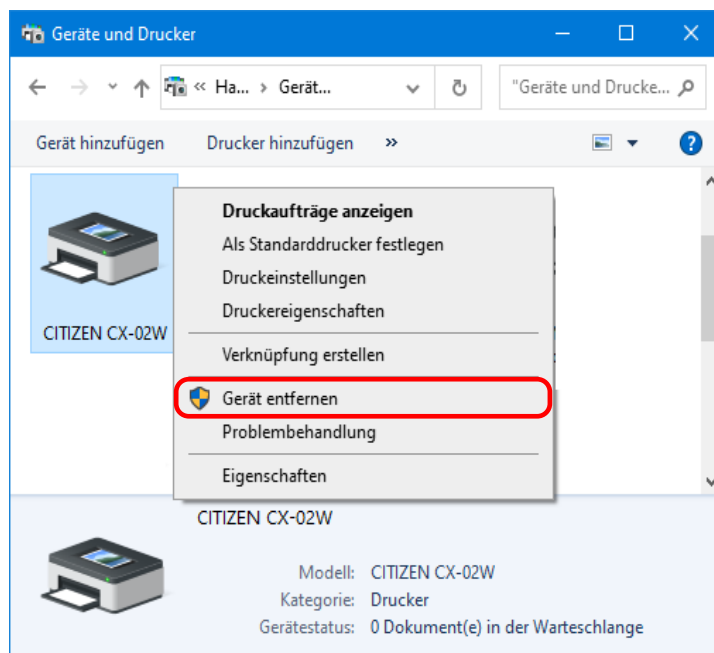 Geräte und Drucker
« Ha... › Gerät...
"Geräte und Drucke...
Gerät hinzufügen Drucker hinzufügen »
?
CITIZEN CX-02W
Druckaufträge anzeigen
Als Standarddrucker festlegen
Druckeinstellungen
Druckereigenschaften
Verknüpfung erstellen
Gerät entfernen
Problembehandlung
Eigenschaften
CITIZEN CX-02W
Modell: CITIZEN CX-02W
Kategorie: Drucker
Gerätestatus: 0 Dokument(e) in der Warteschlange